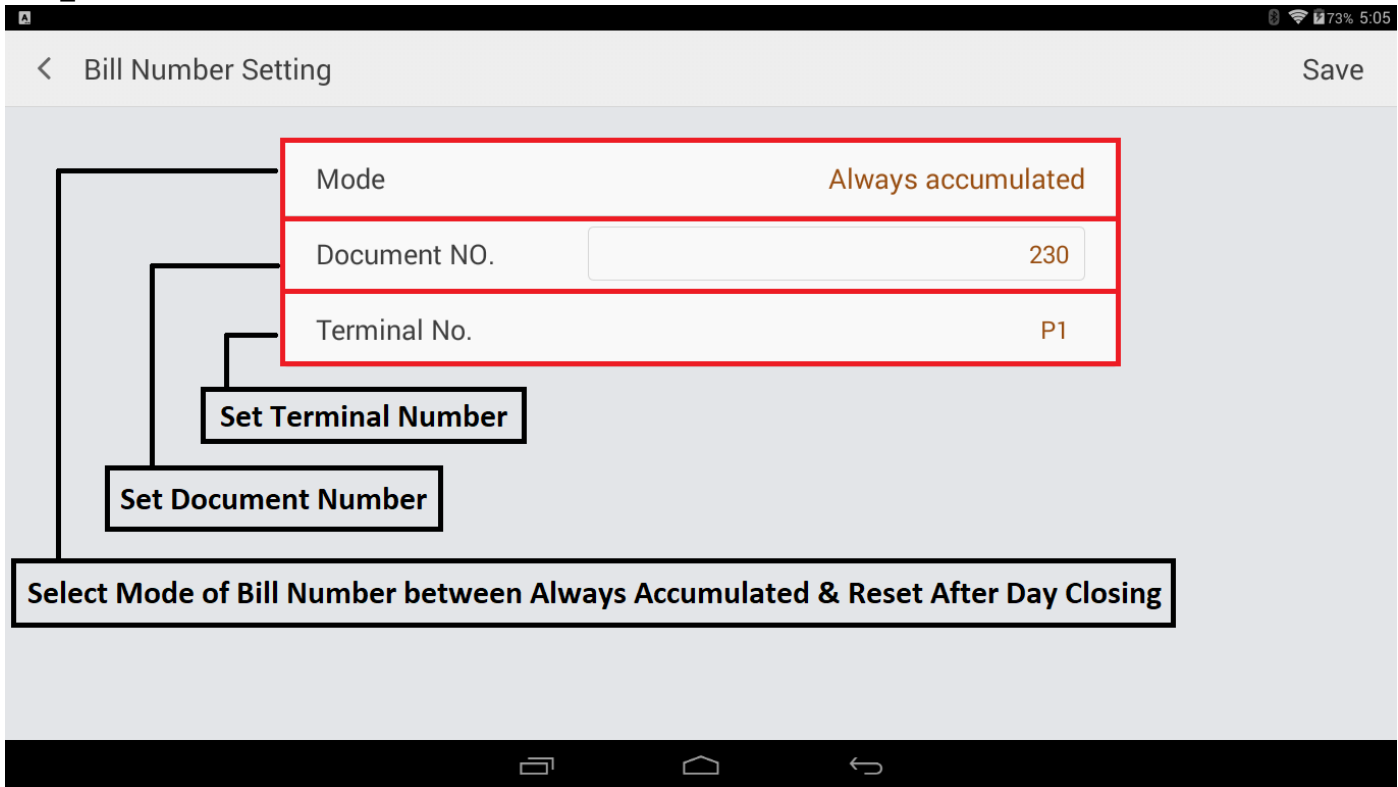 73% 5:05
Bill Number Setting Save
Mode Always accumulated
Document NO. 230
Terminal No. P1
Set Terminal Number
Set Document Number
Select Mode of Bill Number between Always Accumulated & Reset After Day Closing